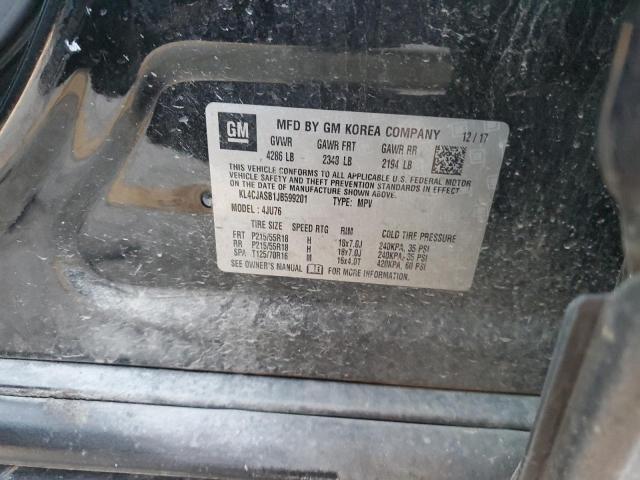 GM MFD BY GM KOREA COMPANY 12/17
GVWR GAWR FRT GAWR RR
4286 LB 2340 LB 2194 LB
THIS VEHICLE CONFORMS TO ALL APPLICABLE U.S. FEDERAL MOTOR
VEHICLE SAFETY AND THEFT PREVENTION STANDARDS IN EFFECT
ON THE DATE OF MANUFACTURE SHOWN ABOVE.
KL4CJASB1JB599201 TYPE: MPV
MODEL: 4JU76
TIRE SIZE SPEED RTG RIM COLD TIRE PRESSURE
FRT P215/55R18 H 18x7.0J 240KPA, 35 PSI
RR P215/55R18 H 18x7.0J 240KPA, 35 PSI
SPA T125/70R16 M 16x4.0T 420KPA, 60 PSI
SEE OWNER'S MANUAL FOR MORE INFORMATION.